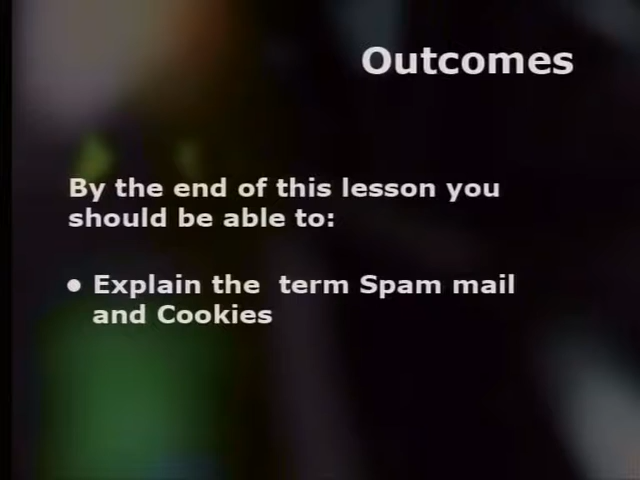 Outcomes
By the end of this lesson you
should be able to:
• Explain the  term Spam mail
and Cookies